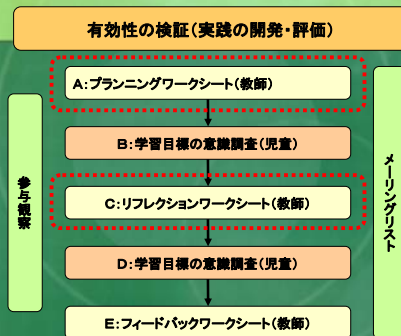 有効性の検証(実践の開発・評価)
A:プランニングワークシート(教師)
B:学習目標の意識調査(児童)
C:リフレクションワークシート(教師)
D:学習目標の意識調査(児童)
E:フィードバックワークシート(教師)
参与観察
メーリングリスト